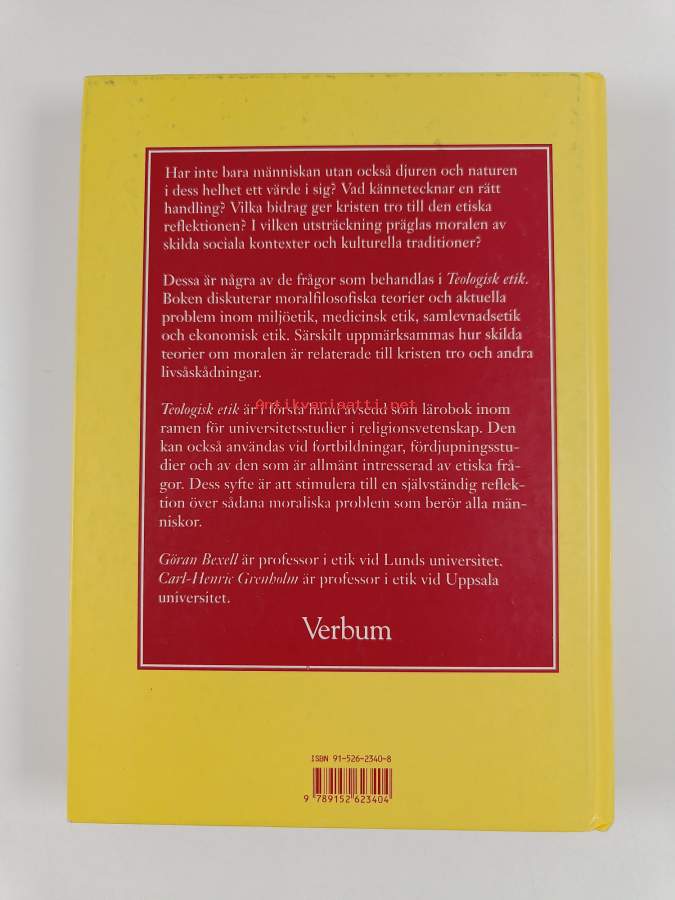 Har inte bara människan utan också djuren och naturen
i dess helhet ett värde i sig? Vad kännetecknar en rätt
handling? Vilka bidrag ger kristen tro till den etiska
reflektionen? I vilken utsträckning präglas moralen av
skilda sociala kontexter och kulturella traditioner?
Dessa är några av de frågor som behandlas i Teologisk etik.
Boken diskuterar moralfilosofiska teorier och aktuella
problem inom miljöetik, medicinsk etik, samlevnadsetik
och ekonomisk etik. Särskilt uppmärksammas hur skilda
teorier om moralen är relaterade till kristen tro och andra
livsåskådningar.
Antikvariaatti.net
Teologisk etik är i första hand avsedd som lärobok inom
ramen för universitetsstudier i religionsvetenskap. Den
kan också användas vid fortbildningar, fördjupningsstu-
dier och av den som är allmänt intresserad av etiska frå-
gor. Dess syfte är att stimulera till en självständig reflek-
tion över sådana moraliska problem som berör alla män-
niskor.
Göran Bexell är professor i etik vid Lunds universitet.
Carl-Henric Grenholm är professor i etik vid Uppsala
universitet.
Verbum
ISBN 91-526-2340-8
9 789152 623404